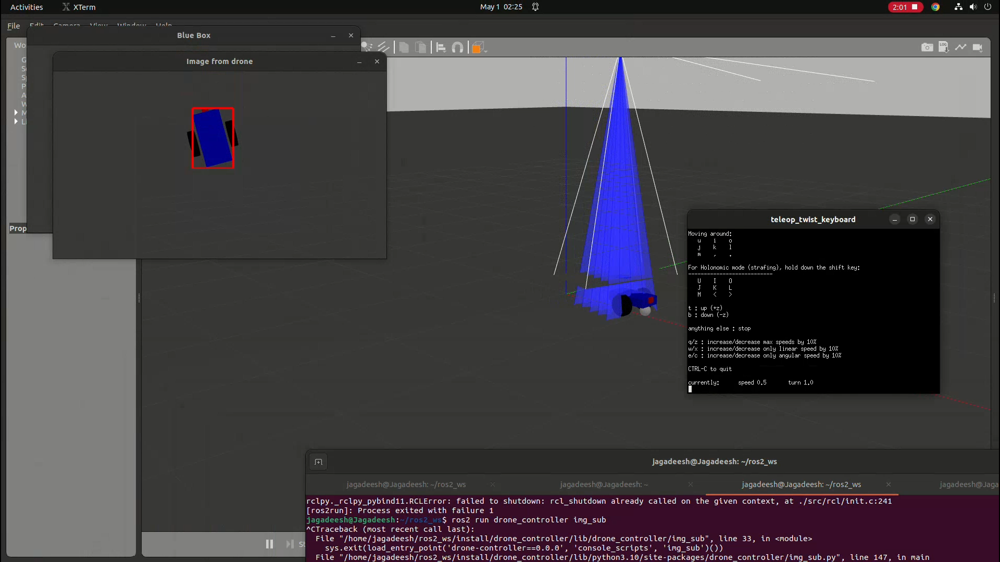 Activities XTerm May 1 02:25 2:01
File Edit Camera View Window Help
Blue Box
Image from drone
Wo
G
S
S
P
A
W
M
Li
Prop
LOG
teleop_twist_keyboard
Moving around:
u i o
j k l
m , .
For Holonomic mode (strafing), hold down the shift key:
---------------------------
U I O
J K L
M < >
t : up (+z)
b : down (-z)
anything else : stop
q/z : increase/decrease max speeds by 10%
w/x : increase/decrease only linear speed by 10%
e/c : increase/decrease only angular speed by 10%
CTRL-C to quit
currently: speed 0.5 turn 1.0
St
jagadeesh@Jagadeesh: ~/ros2_ws
jagadeesh@Jagadeesh: ~/ros2_ws jagadeesh@Jagadeesh: ~ jagadeesh@Jagadeesh: ~/ros2_ws jagadeesh@Jaga
rclpy._rclpy_pybind11.RCLError: failed to shutdown: rcl_shutdown already called on the given context, at ./src/rcl/init.c:241
[ros2run]: Process exited with failure 1
jagadeesh@Jagadeesh:~/ros2_ws$ ros2 run drone_controller img_sub
^CTraceback (most recent call last):
File "/home/jagadeesh/ros2_ws/install/drone_controller/lib/drone_controller/img_sub", line 33, in <module>
sys.exit(load_entry_point('drone-controller==0.0.0', 'console_scripts', 'img_sub')())
File "/home/jagadeesh/ros2_ws/install/drone_controller/lib/python3.10/site-packages/drone_controller/img_sub.py", line 147, in main